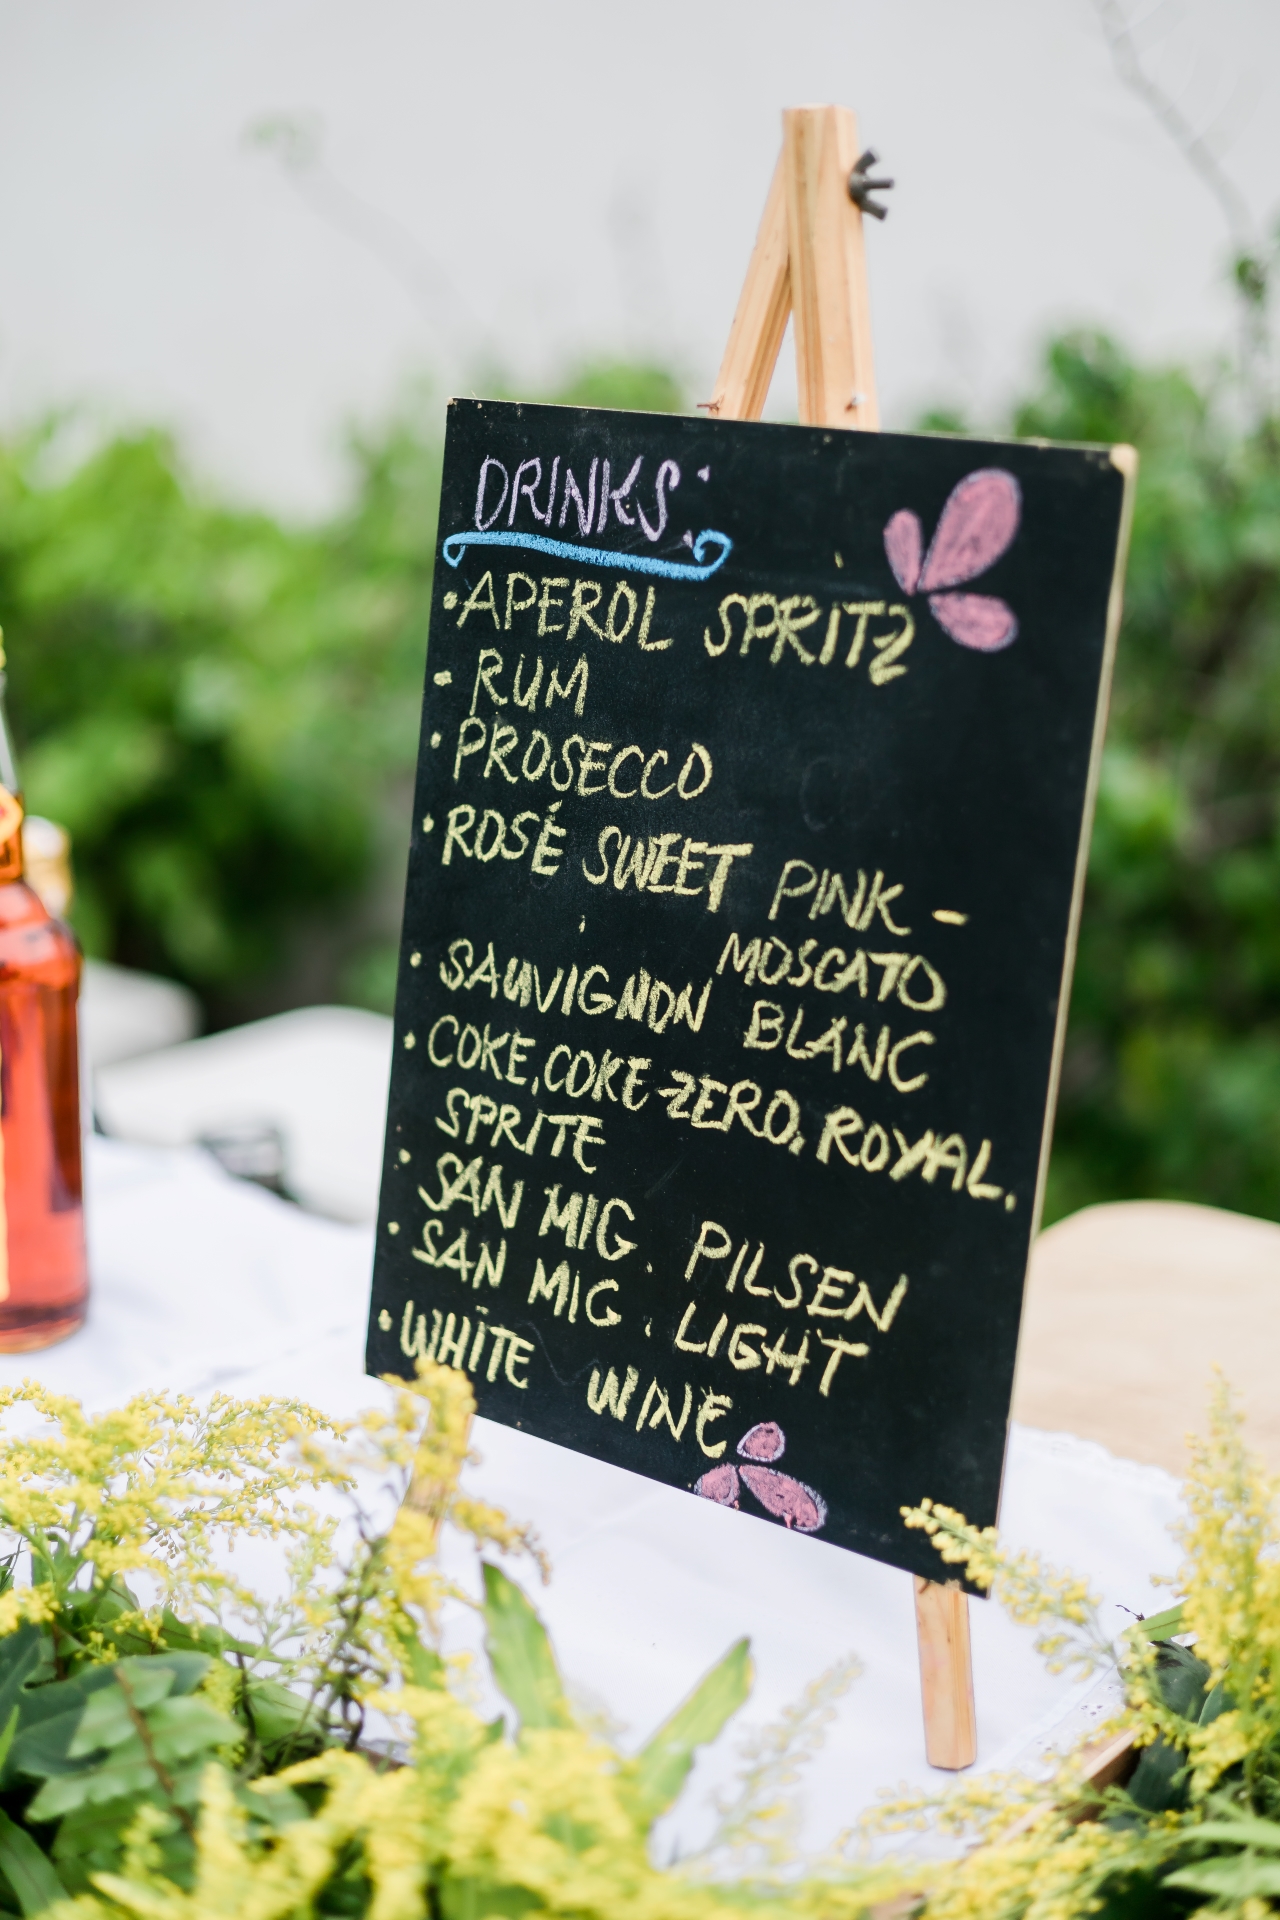 DRINKS:
• APEROL SPRITZ
• RUM
• PROSECCO
• ROSÉ SWEET PINK -
MOSCATO
• SAUVIGNON BLANC
• COKE, COKE ZERO, ROYAL,
SPRITE
• SAN MIG. PILSEN
• SAN MIG. LIGHT
• WHITE WINE